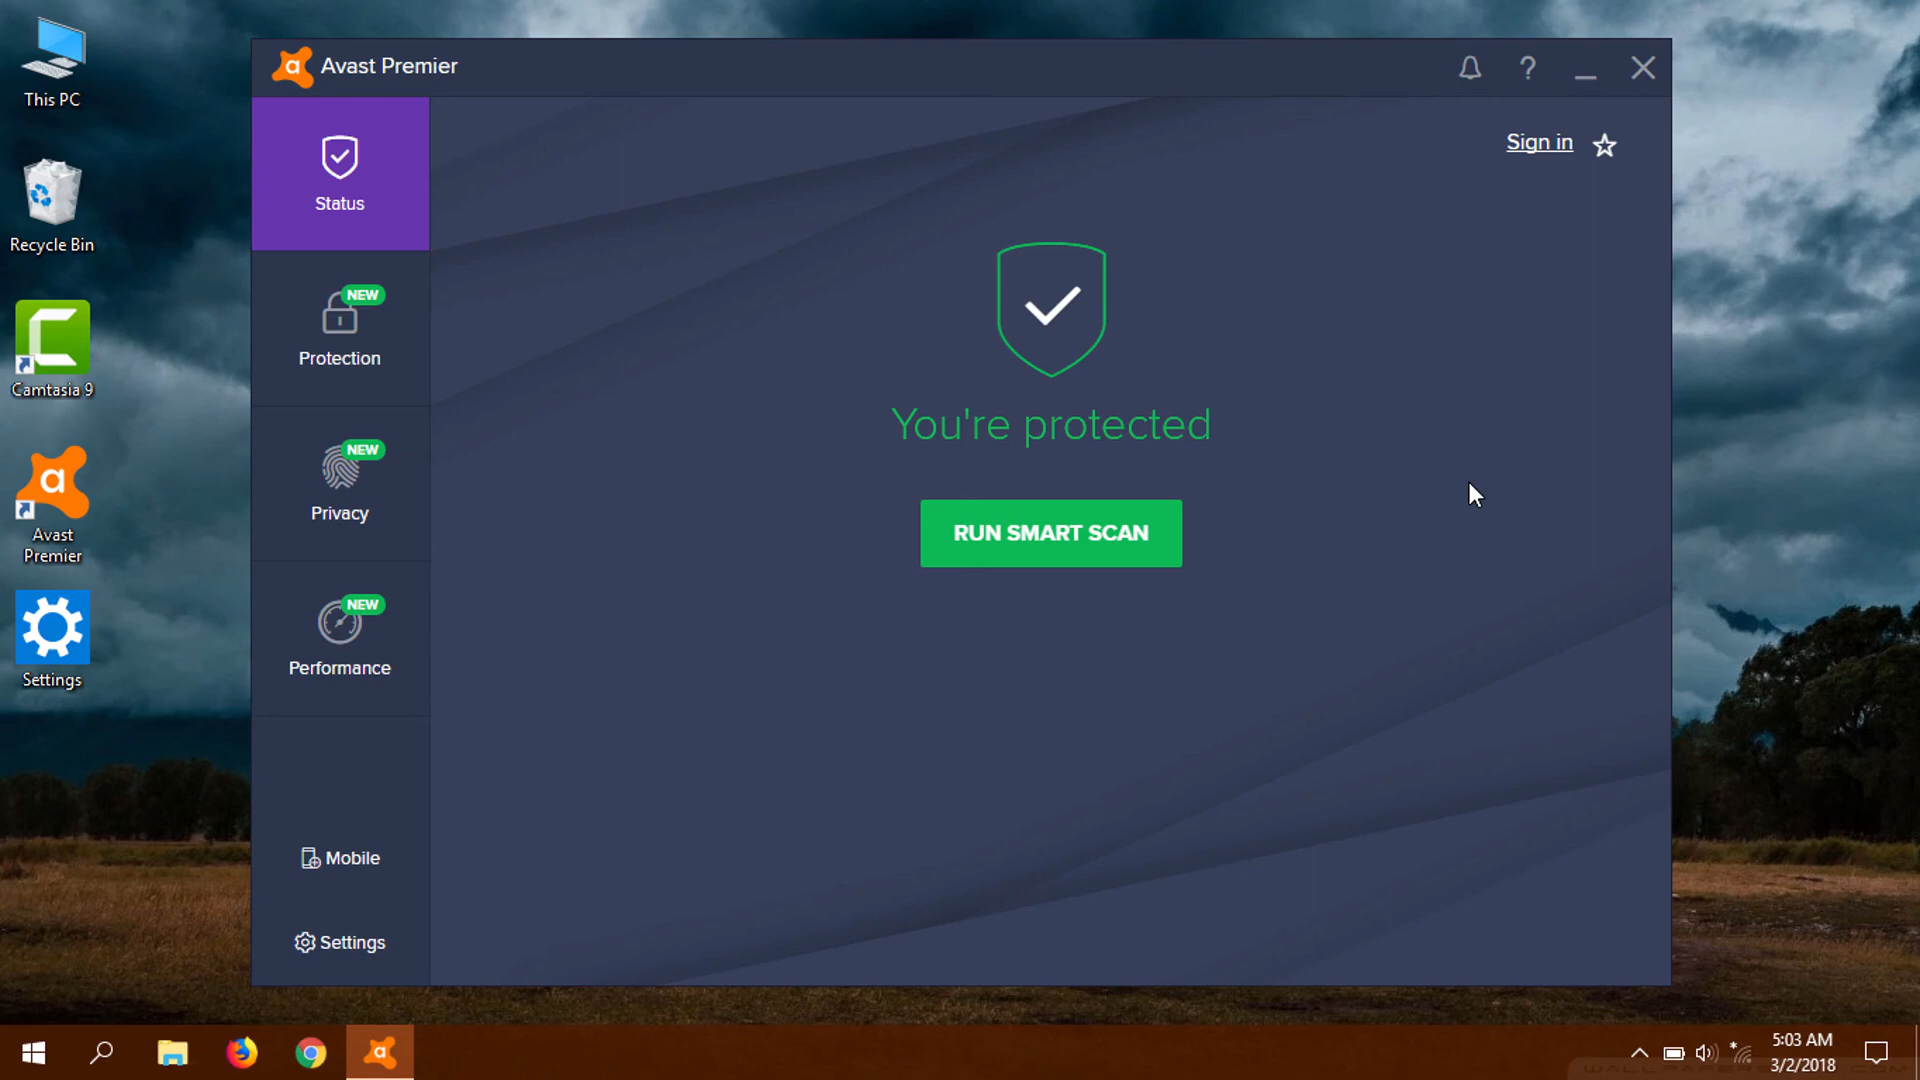 This PC
Recycle Bin
Camtasia 9
a
Avast
Premier
Settings
a Avast Premier
?
Sign in
Status
NEW
Protection
NEW
Privacy
NEW
Performance
Mobile
Settings
You're protected
RUN SMART SCAN
a
5:03 AM
3/2/2018